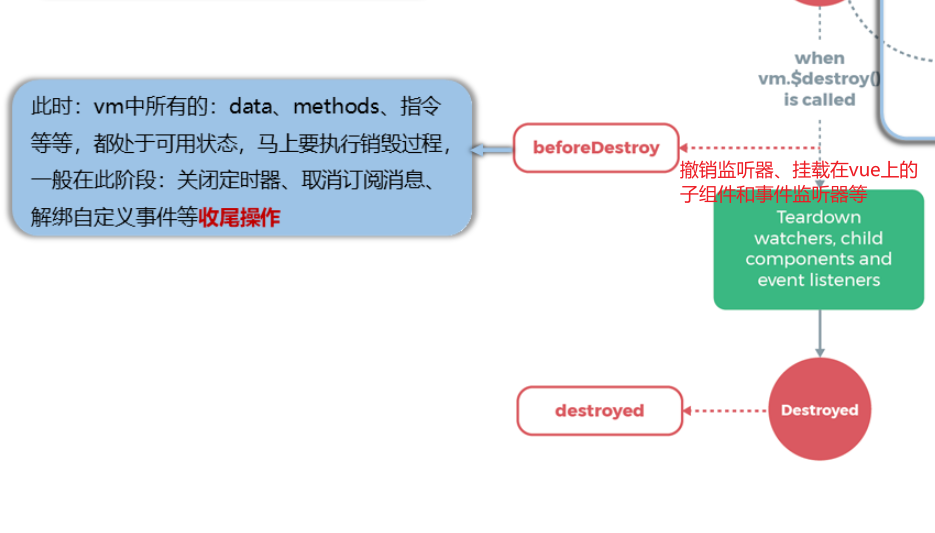 when
vm.$destroy()
is called
此时：vm中所有的：data、methods、指令
等等，都处于可用状态，马上要执行销毁过程，
一般在此阶段：关闭定时器、取消订阅消息、
解绑自定义事件等收尾操作
beforeDestroy
撤销监听器、挂载在vue上的
子组件和事件监听器等
Teardown
watchers, child
components and
event listeners
destroyed
Destroyed